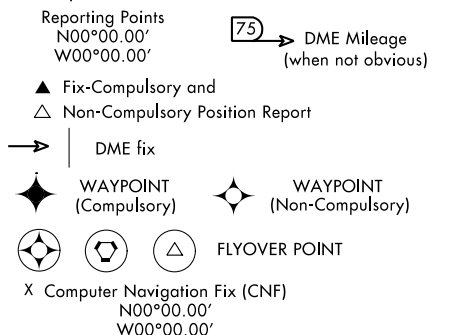 Reporting Points
N00°00.00'
W00°00.00'
75
DME Mileage
(when not obvious)
Fix-Compulsory and
Non-Compulsory Position Report
DME fix
WAYPOINT
(Compulsory)
WAYPOINT
(Non-Compulsory)
FLYOVER POINT
X Computer Navigation Fix (CNF)
N00°00.00'
W00°00.00'